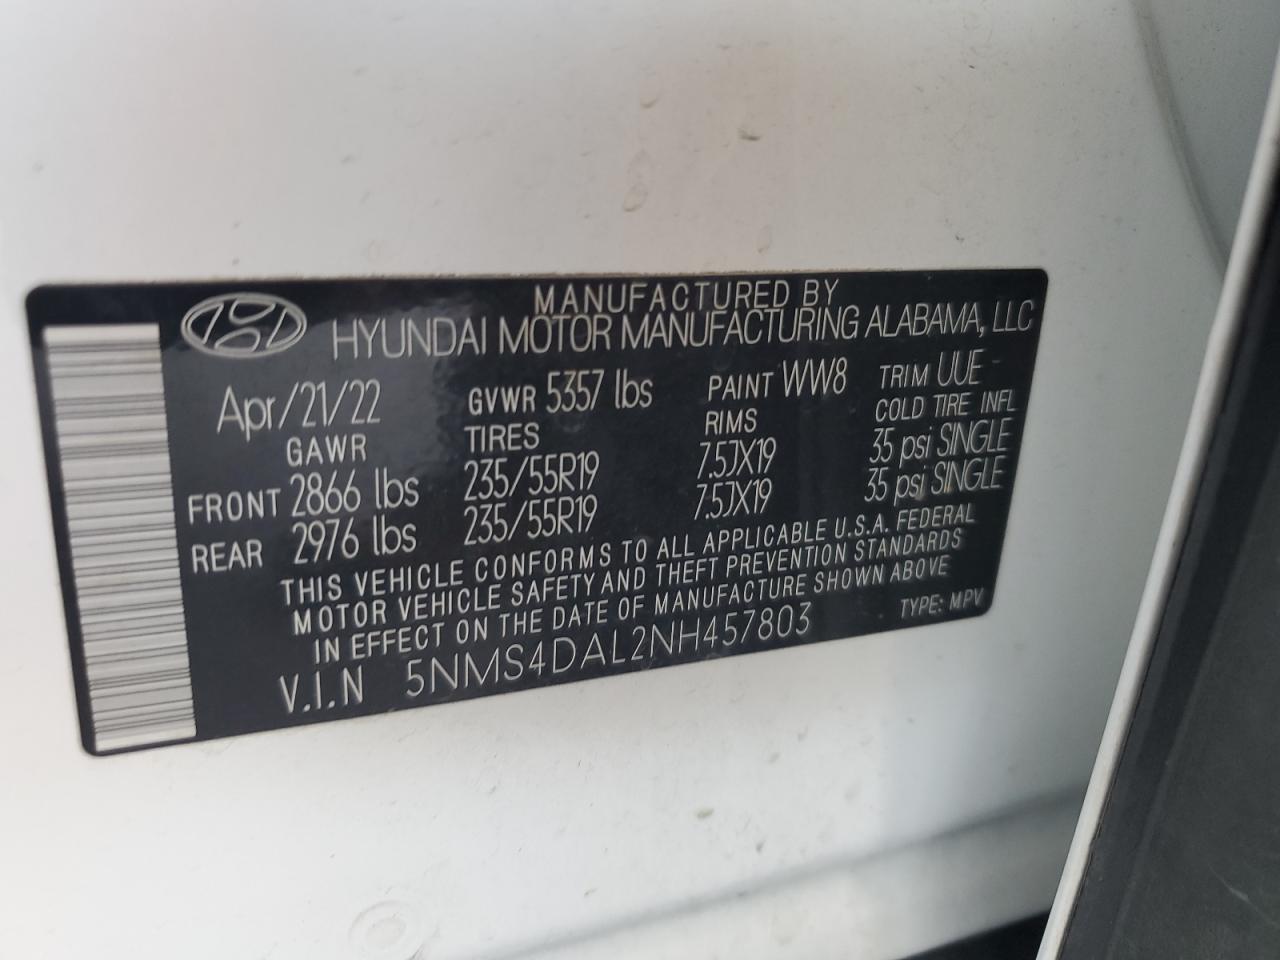 MANUFACTURED BY
HYUNDAI MOTOR MANUFACTURING ALABAMA, LLC
Apr/21/22 GVWR 5357 lbs PAINT WW8 TRIM UUE-
GAWR TIRES RIMS COLD TIRE INFL
FRONT 2866 lbs 235/55R19 7.5JX19 35 psi SINGLE
REAR 2976 lbs 235/55R19 7.5JX19 35 psi SINGLE
THIS VEHICLE CONFORMS TO ALL APPLICABLE U.S.A. FEDERAL
MOTOR VEHICLE SAFETY AND THEFT PREVENTION STANDARDS
IN EFFECT ON THE DATE OF MANUFACTURE SHOWN ABOVE
V.I.N 5NMS4DAL2NH457803 TYPE: MPV